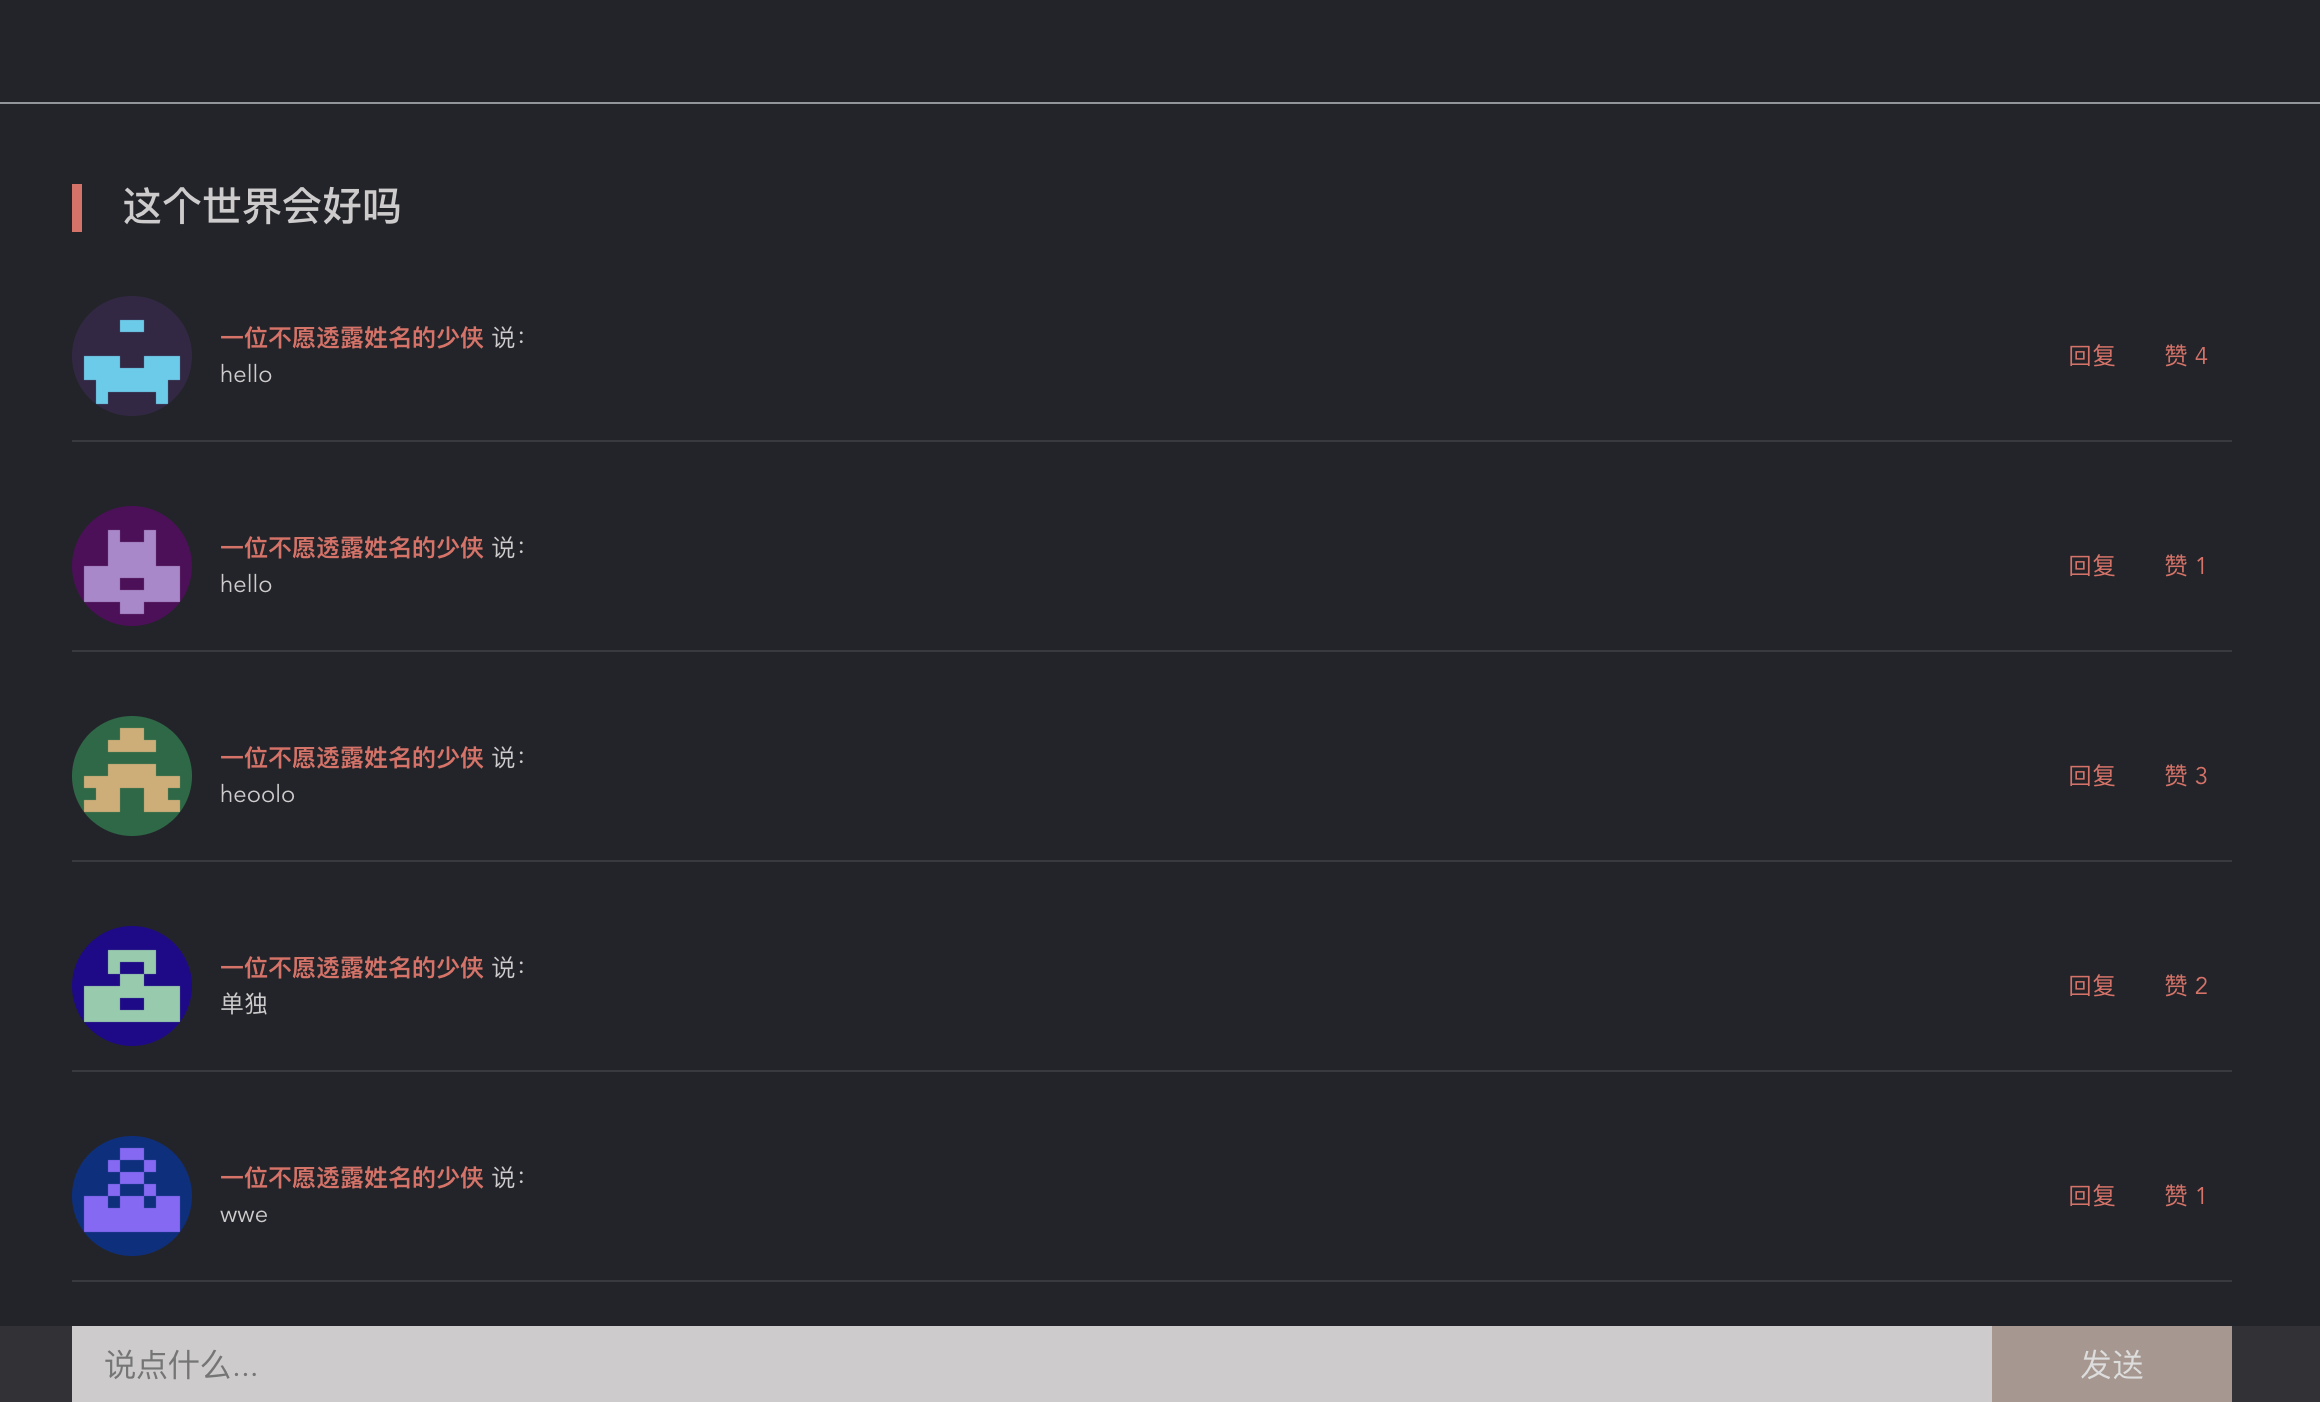 这个世界会好吗
一位不愿透露姓名的少侠 说：
hello
回复 赞 4
一位不愿透露姓名的少侠 说：
hello
回复 赞 1
一位不愿透露姓名的少侠 说：
heoolo
回复 赞 3
一位不愿透露姓名的少侠 说：
单独
回复 赞 2
一位不愿透露姓名的少侠 说：
wwe
回复 赞 1
说点什么... 发送